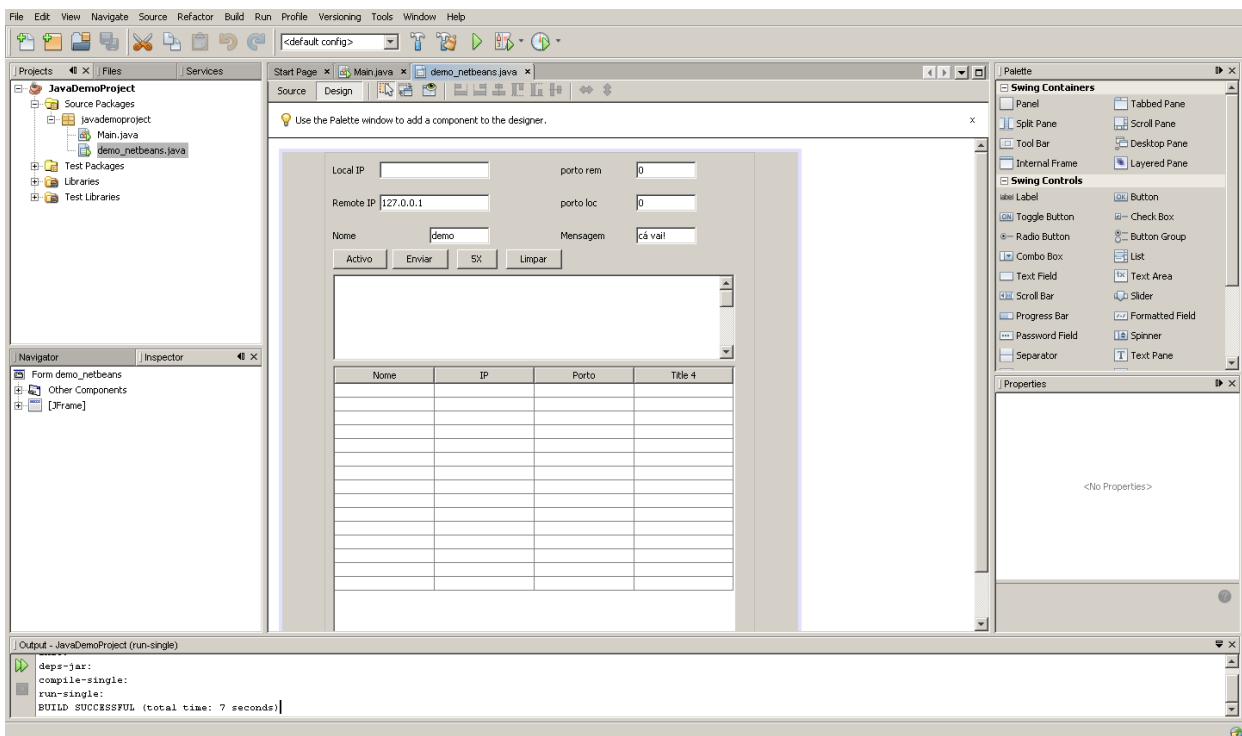 File Edit View Navigate Source Refactor Build Run Profile Versioning Tools Window Help
<default config>
Projects Files Services
JavaDemoProject
Source Packages
javademoproject
Main.java
demo_netbeans.java
Test Packages
Libraries
Test Libraries
Navigator Inspector
Form demo_netbeans
Other Components
[JFrame]
Start Page Main.java demo_netbeans.java
Source Design
Use the Palette window to add a component to the designer.
Local IP porto rem 0
Remote IP 127.0.0.1 porto loc 0
Nome demo Mensagem cá vai!
Activo Enviar 5X Limpar
Nome IP Porto Title 4
Palette
Swing Containers
Panel Tabbed Pane
Split Pane Scroll Pane
Tool Bar Desktop Pane
Internal Frame Layered Pane
Swing Controls
label Label OK Button
ON Toggle Button Check Box
Radio Button Button Group
Combo Box List
Text Field Text Area
Scroll Bar Slider
Progress Bar Formatted Field
Password Field Spinner
Separator Text Pane
Properties
<No Properties>
Output - JavaDemoProject (run-single)
deps-jar:
compile-single:
run-single:
BUILD SUCCESSFUL (total time: 7 seconds)